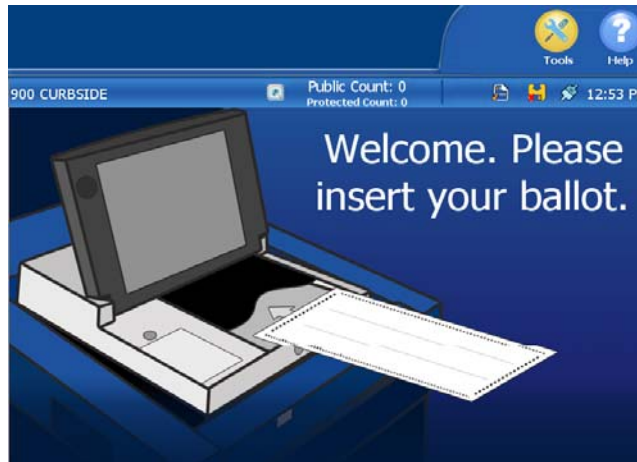 Tools
Help
900 CURBSIDE
Public Count: 0
Protected Count: 0
12:53 P
Welcome. Please
insert your ballot.